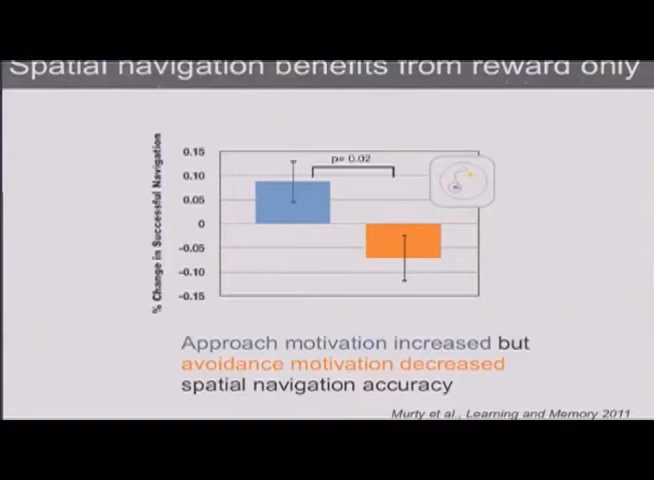 Spatial navigation benefits from reward only
% Change in Successful Navigation
0.15
0.10
0.05
0
-0.05
-0.10
-0.15
p= 0.02
Approach motivation increased but
avoidance motivation decreased
spatial navigation accuracy
Murty et al., Learning and Memory 2011